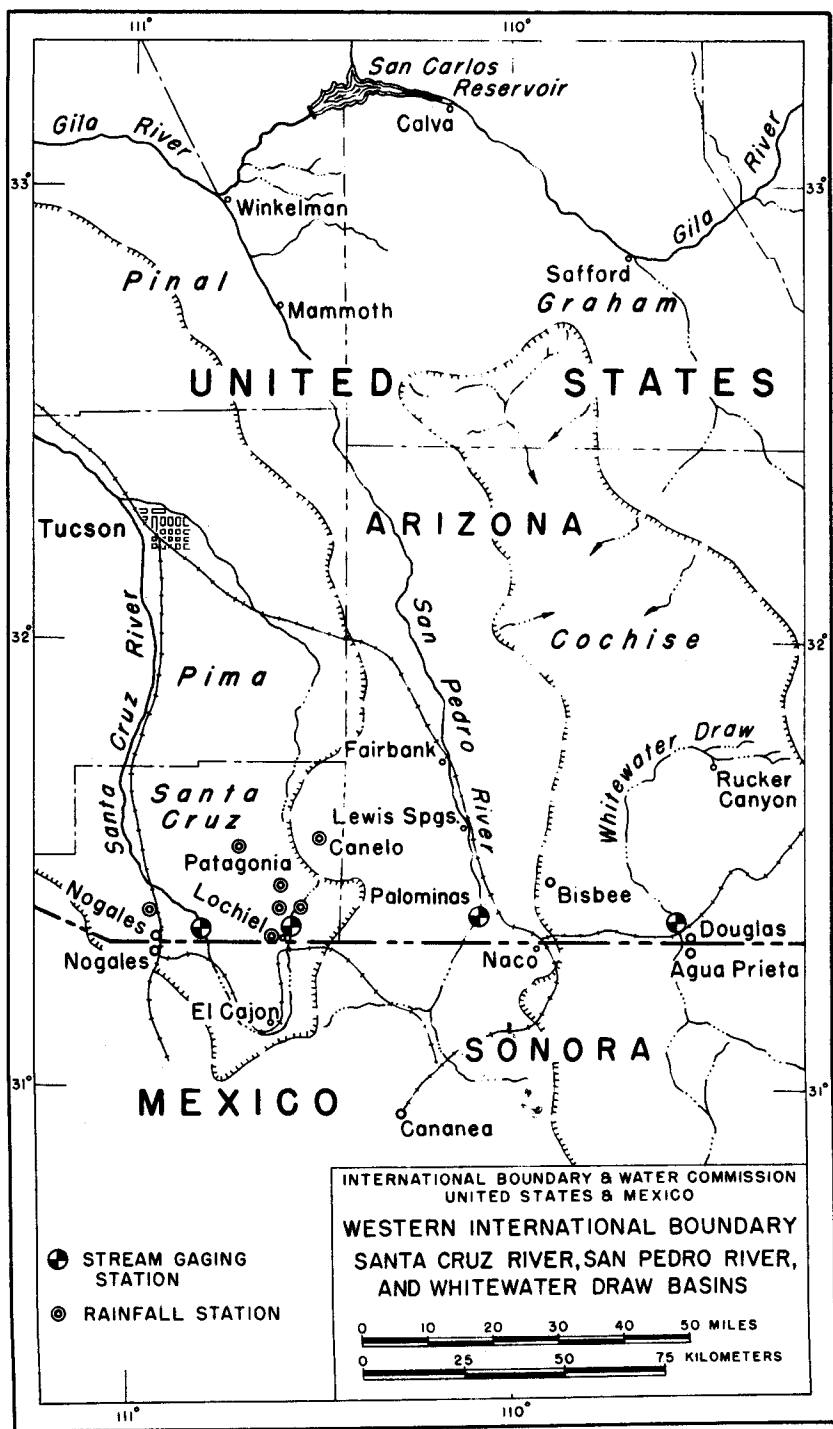 111°
110°
San Carlos
Reservoir
Calva
Gila River
Gila River
33°
33°
Winkelman
Pinal
Safford
Graham
Mammoth
UNITED STATES
Tucson
ARIZONA
San Pedro River
Santa Cruz River
32°
32°
Cochise
Pima
Whitewater Draw
Fairbank
Rucker
Canyon
Santa
Cruz
Lewis Spgs.
Canelo
Patagonia
Nogales
Lochiel
Palominas
Bisbee
Douglas
Nogales
Naco
Agua Prieta
El Cajon
SONORA
31°
31°
MEXICO
Cananea
INTERNATIONAL BOUNDARY & WATER COMMISSION
UNITED STATES & MEXICO
WESTERN INTERNATIONAL BOUNDARY
SANTA CRUZ RIVER, SAN PEDRO RIVER,
AND WHITEWATER DRAW BASINS
0 10 20 30 40 50 MILES
0 25 50 75 KILOMETERS
STREAM GAGING
STATION
RAINFALL STATION
111°
110°